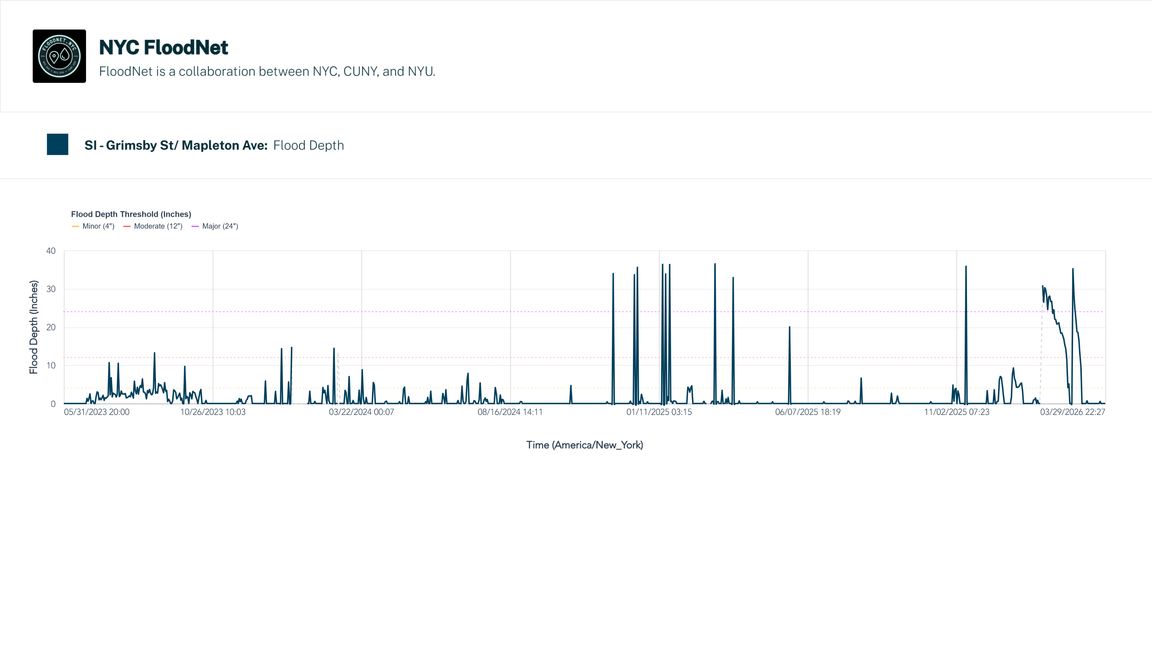 NYC FloodNet
FloodNet is a collaboration between NYC, CUNY, and NYU.
SI - Grimsby St/ Mapleton Ave: Flood Depth
Flood Depth Threshold (Inches)
Minor (4") Moderate (12") Major (24")
40
30
20
10
0
Flood Depth (Inches)
05/31/2023 20:00 10/26/2023 10:03 03/22/2024 00:07 08/16/2024 14:11 01/11/2025 03:15 06/07/2025 18:19 11/02/2025 07:23 03/29/2026 22:27
Time (America/New_York)